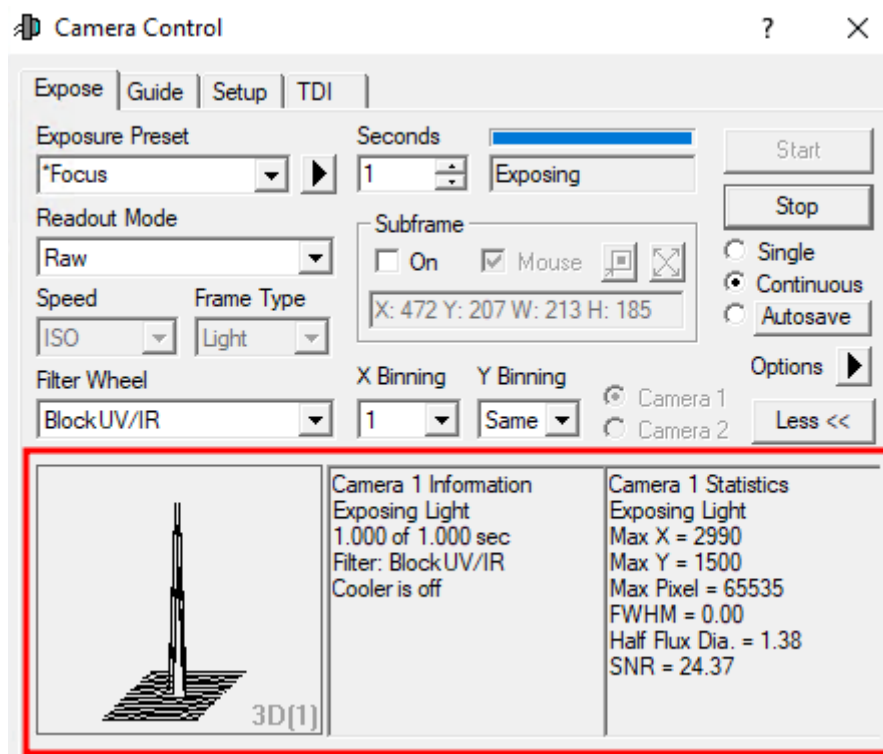 Camera Control
?
Expose Guide Setup TDI
Exposure Preset
*Focus
Seconds
1
Exposing
Start
Stop
Readout Mode
Raw
Subframe
On Mouse
X: 472 Y: 207 W: 213 H: 185
Single
Continuous
Autosave
Speed Frame Type
ISO Light
Options
Filter Wheel
BlockUV/IR
X Binning Y Binning
1 Same
Camera 1
Camera 2
Less <<
3D(1)
Camera 1 Information
Exposing Light
1.000 of 1.000 sec
Filter: BlockUV/IR
Cooler is off
Camera 1 Statistics
Exposing Light
Max X = 2990
Max Y = 1500
Max Pixel = 65535
FWHM = 0.00
Half Flux Dia. = 1.38
SNR = 24.37